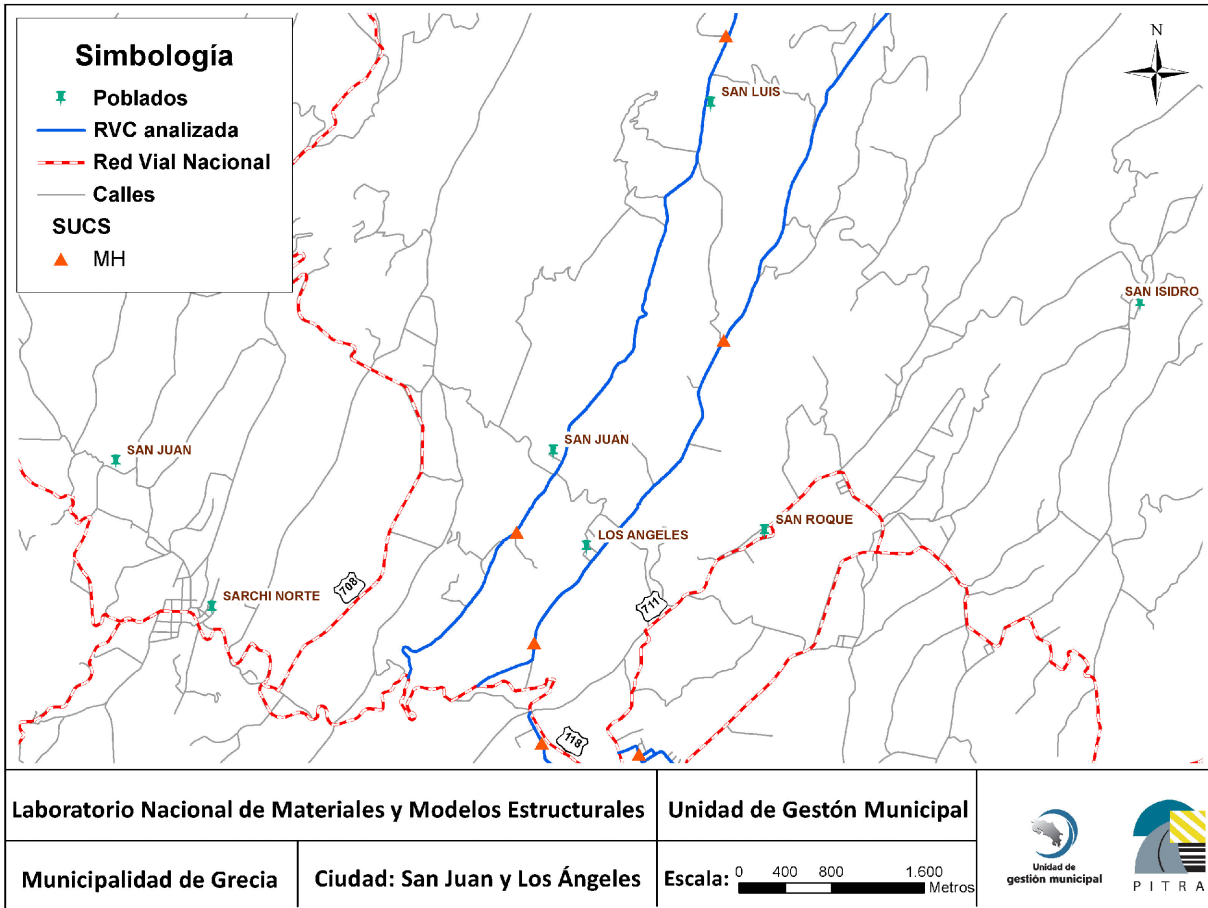 Simbología
Poblados
RVC analizada
Red Vial Nacional
Calles
SUCS
MH
N
SAN LUIS
SAN ISIDRO
SAN JUAN
SAN JUAN
SAN ROQUE
LOS ANGELES
708
SARCHI NORTE
711
118
Laboratorio Nacional de Materiales y Modelos Estructurales
Unidad de Gestón Municipal
Municipalidad de Grecia
Ciudad: San Juan y Los Ángeles
Escala:
0 400 800 1.600
Metros
Unidad de
gestión municipal
PITRA